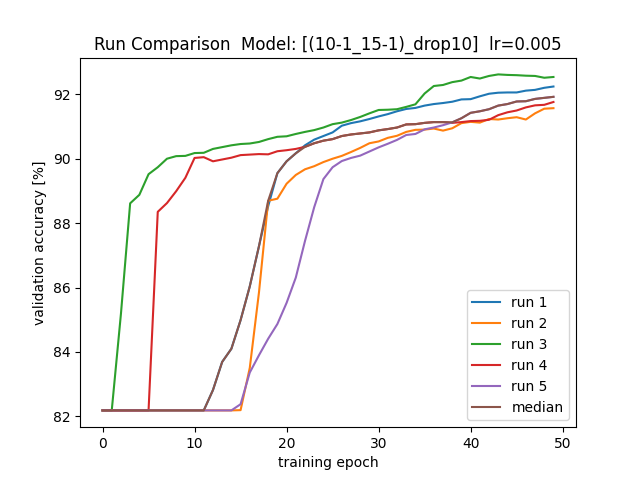 Run Comparison  Model: [(10-1_15-1)_drop10]  lr=0.005
validation accuracy [%]
92
90
88
86
84
82
0 10 20 30 40 50
training epoch
run 1
run 2
run 3
run 4
run 5
median